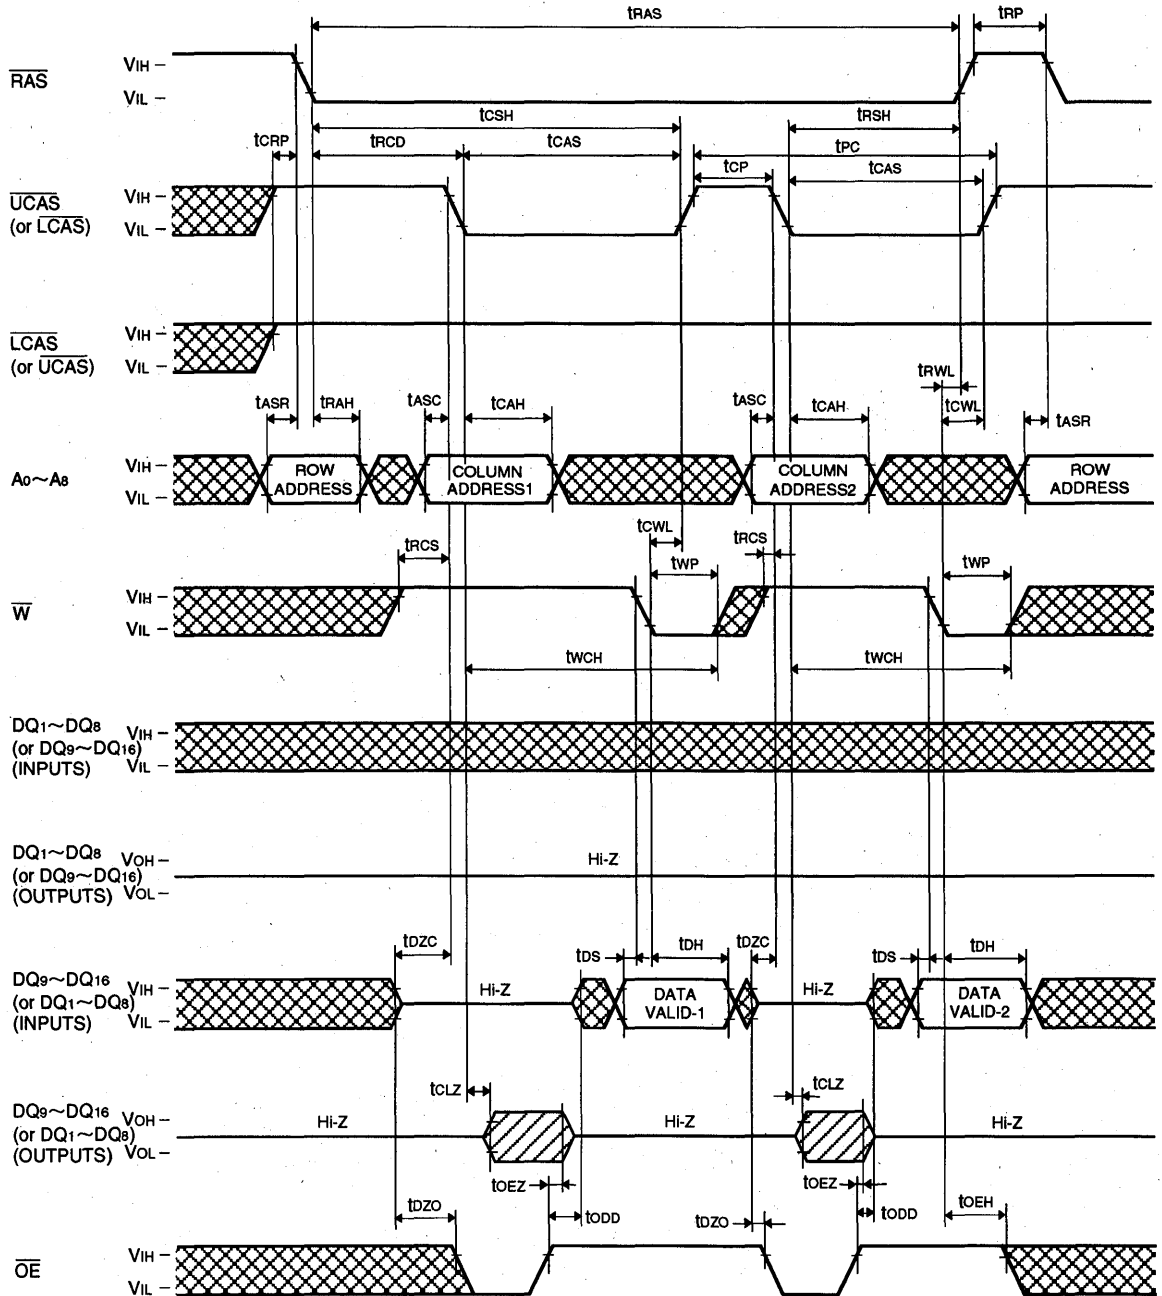 tRAS tRP
RAS VIH VIL
tCSH tRSH
tCRP tRCD tCAS tPC
tCP tCAS
UCAS (or LCAS) VIH VIL
LCAS (or UCAS) VIH VIL
tRWL
tASR tRAH tASC tCAH tASC tCAH tCWL tASR
A0~A8 VIH VIL
ROW ADDRESS
COLUMN ADDRESS1
COLUMN ADDRESS2
ROW ADDRESS
tRCS tCWL tWP tRCS tWP
W VIH VIL
tWCH tWCH
DQ1~DQ8 (or DQ9~DQ16) (INPUTS) VIH VIL
DQ1~DQ8 (or DQ9~DQ16) (OUTPUTS) VOH VOL
Hi-Z
tDZC tDS tDH tDZC tDS tDH
DQ9~DQ16 (or DQ1~DQ8) (INPUTS) VIH VIL
Hi-Z
DATA VALID-1
Hi-Z
DATA VALID-2
tCLZ tCLZ
DQ9~DQ16 (or DQ1~DQ8) (OUTPUTS) VOH VOL
Hi-Z Hi-Z Hi-Z
tOEZ tOEZ
tDZO tODD tDZO tODD tOEH
OE VIH VIL